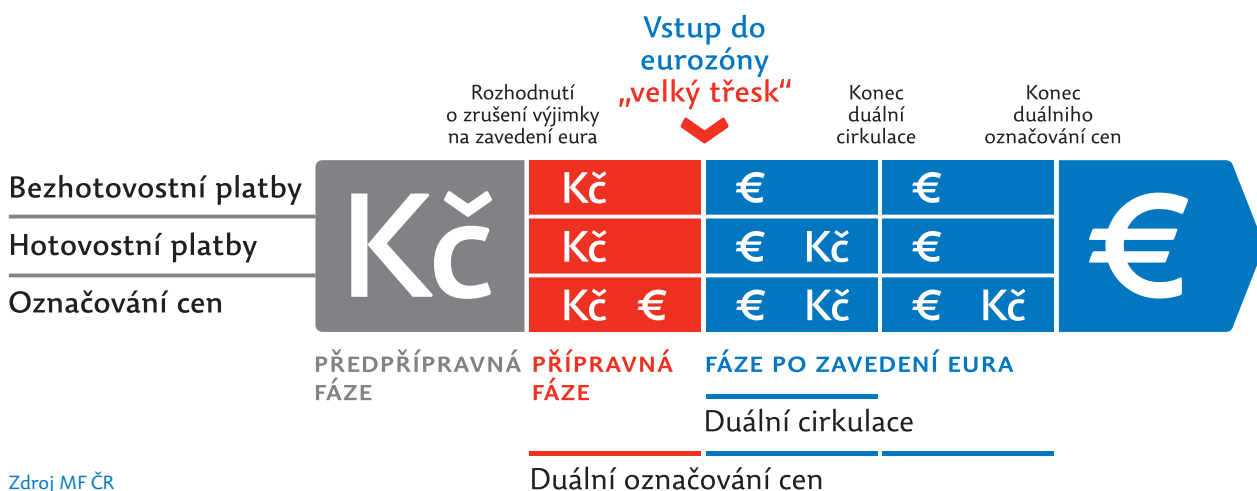 Vstup do
eurozóny
„velký třesk“
Rozhodnutí
o zrušení výjimky
na zavedení eura
Konec
duální
cirkulace
Konec
duálniho
označování cen
Bezhotovostní platby
Hotovostní platby
Označování cen
Kč
Kč
€
€
Kč
€ Kč
€
Kč €
€ Kč
€ Kč
€
PŘEDPŘÍPRAVNÁ
FÁZE
PŘÍPRAVNÁ
FÁZE
FÁZE PO ZAVEDENÍ EURA
Duální cirkulace
Duální označování cen
Zdroj MF ČR